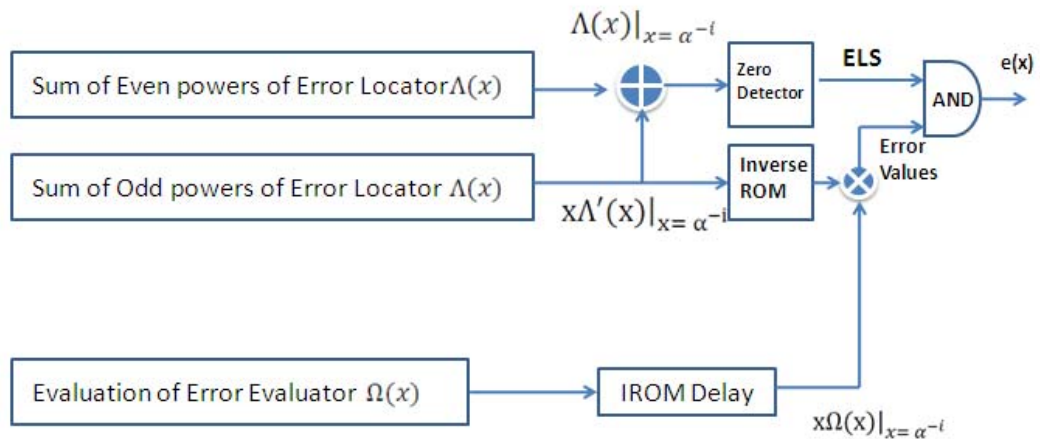 Λ(x)|x= α⁻ⁱ
Sum of Even powers of Error LocatorΛ(x)
Zero
Detector
ELS
e(x)
AND
Sum of Odd powers of Error Locator Λ(x)
Inverse
ROM
Error
Values
xΛ′(x)|x= α⁻ⁱ
Evaluation of Error Evaluator Ω(x)
IROM Delay
xΩ(x)|x= α⁻ⁱ